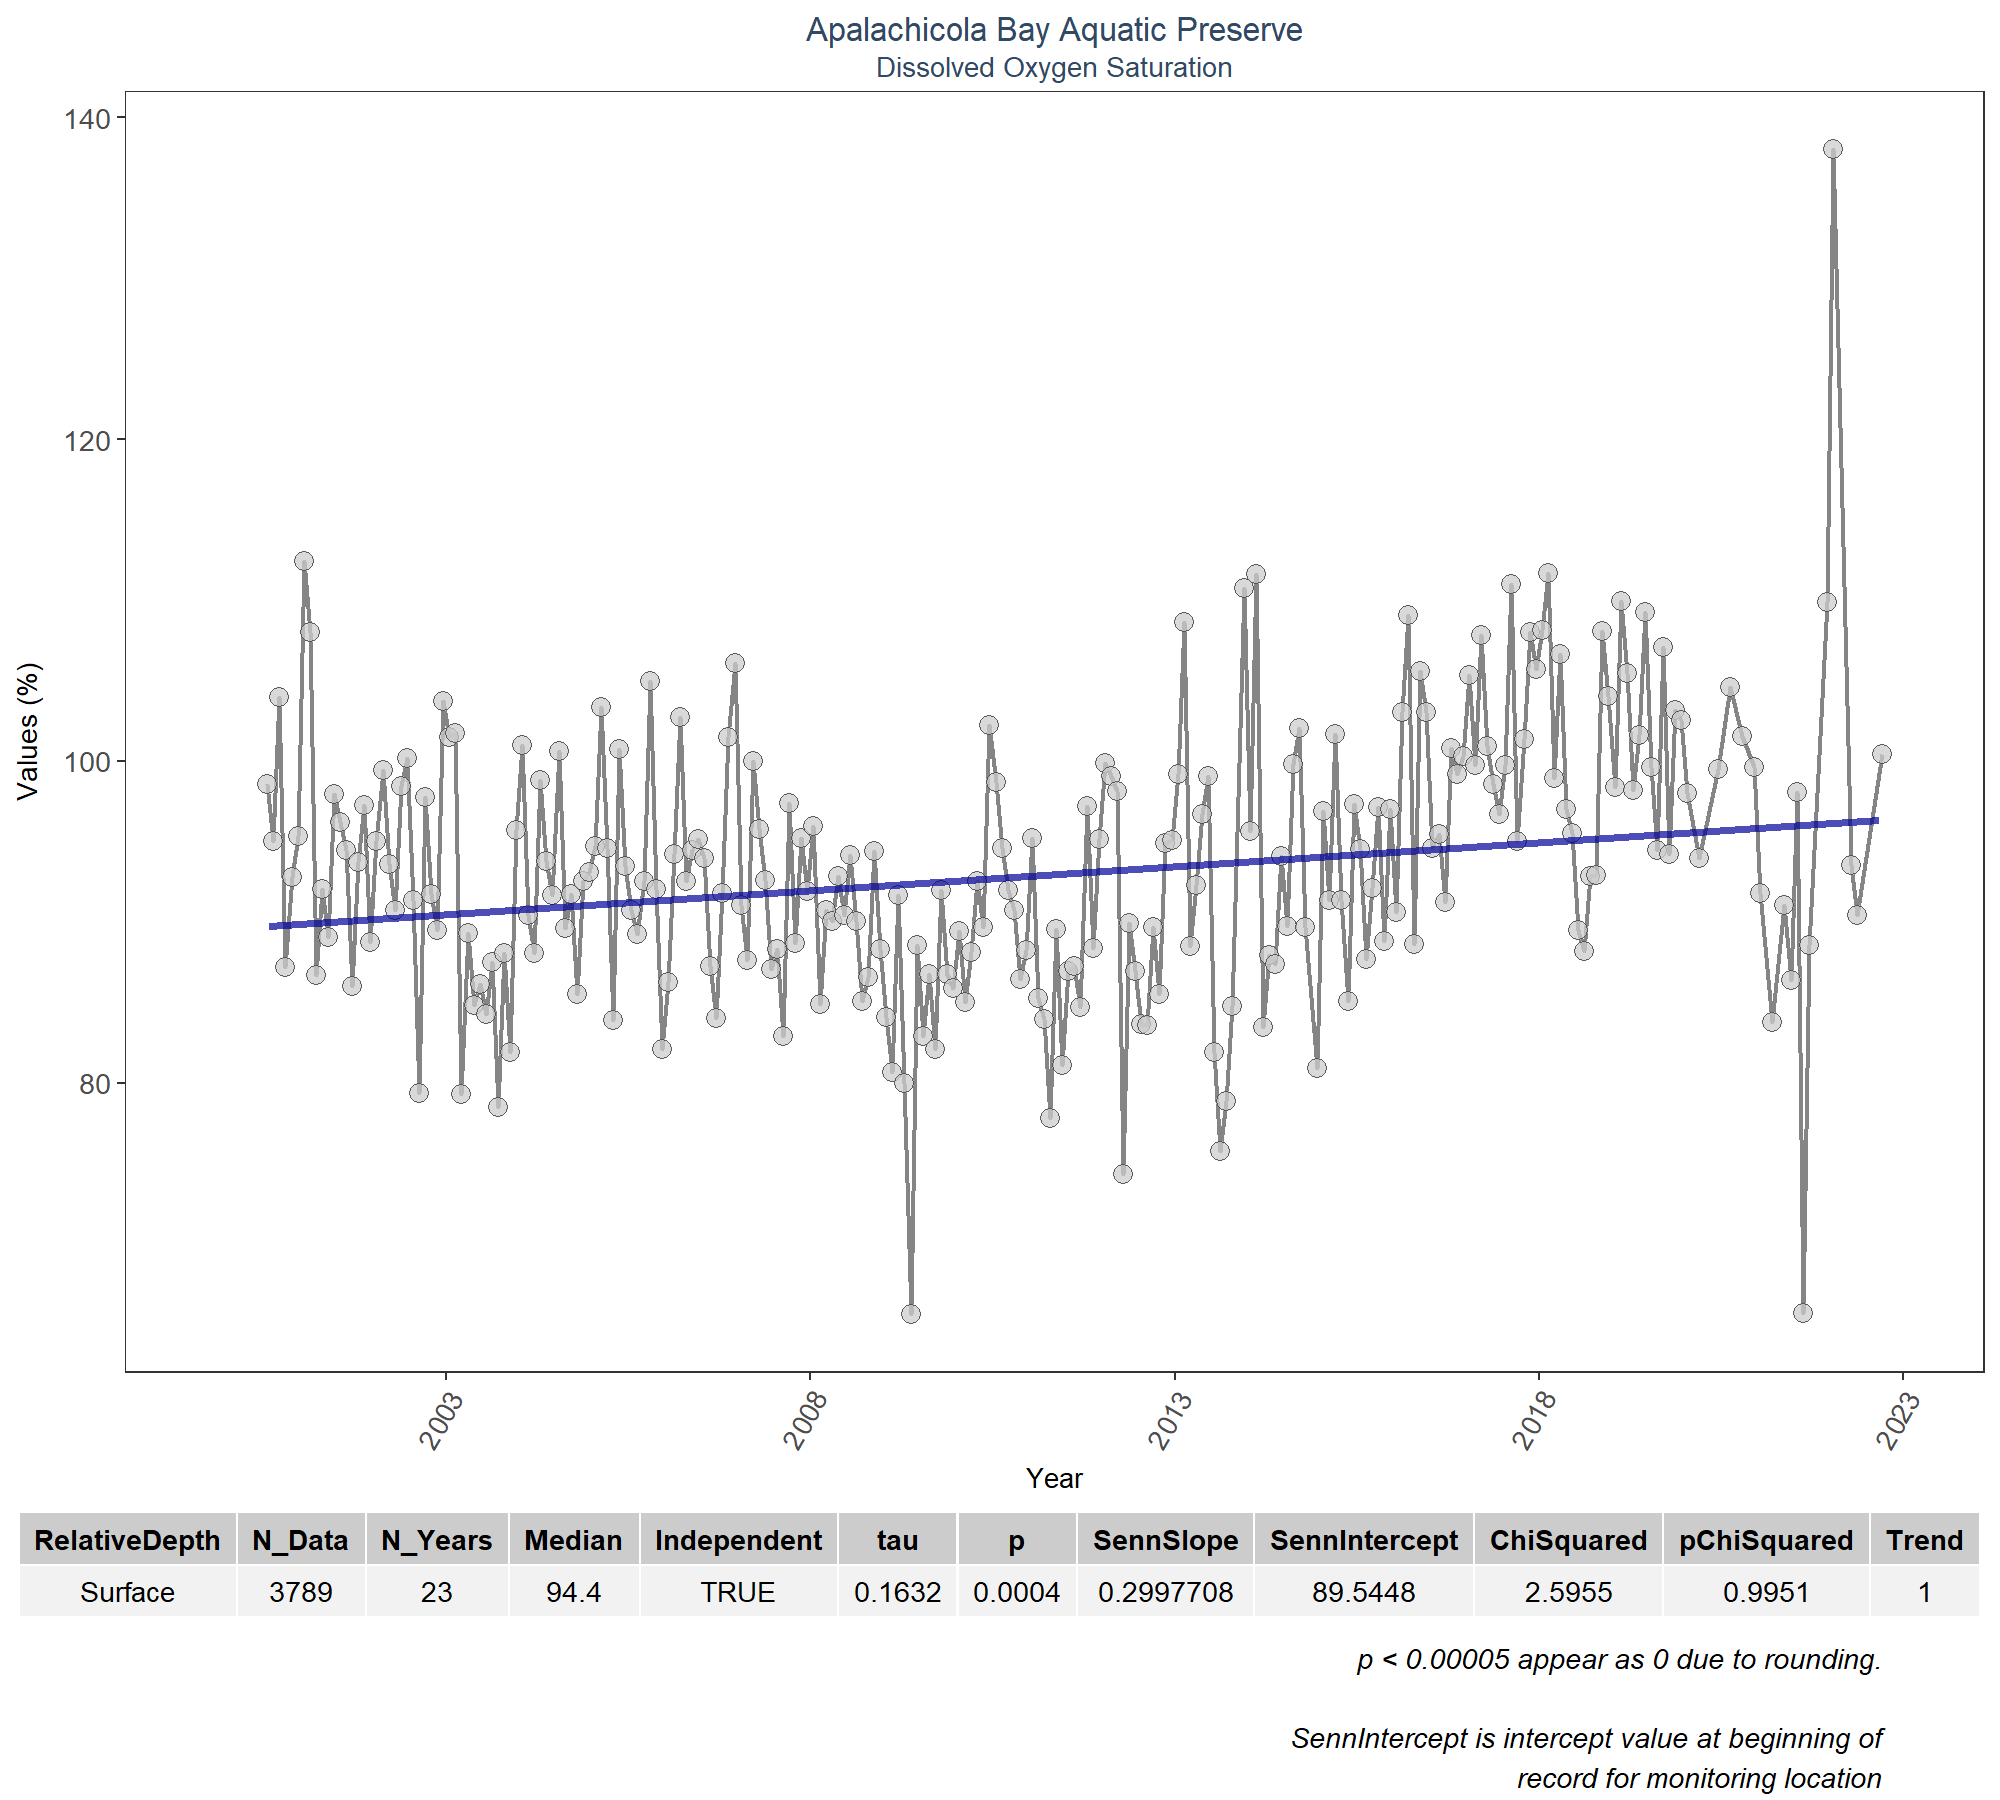 Apalachicola Bay Aquatic Preserve
Dissolved Oxygen Saturation
140
120
100
80
Values (%)
2003
2008
2013
2018
2023
Year
RelativeDepth N_Data N_Years Median Independent tau p SennSlope SennIntercept ChiSquared pChiSquared Trend
Surface 3789 23 94.4 TRUE 0.1632 0.0004 0.2997708 89.5448 2.5955 0.9951 1
p < 0.00005 appear as 0 due to rounding.
SennIntercept is intercept value at beginning of
record for monitoring location